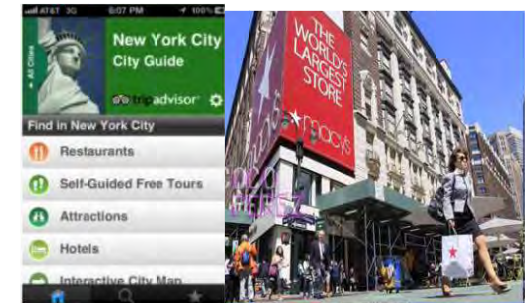 AT&T 3G 6:07 PM 100%
All Cities
New York City
City Guide
tripadvisor
Find in New York City
Restaurants
Self-Guided Free Tours
Attractions
Hotels
Interactive City Map
THE
WORLD'S
LARGEST
STORE
macy's